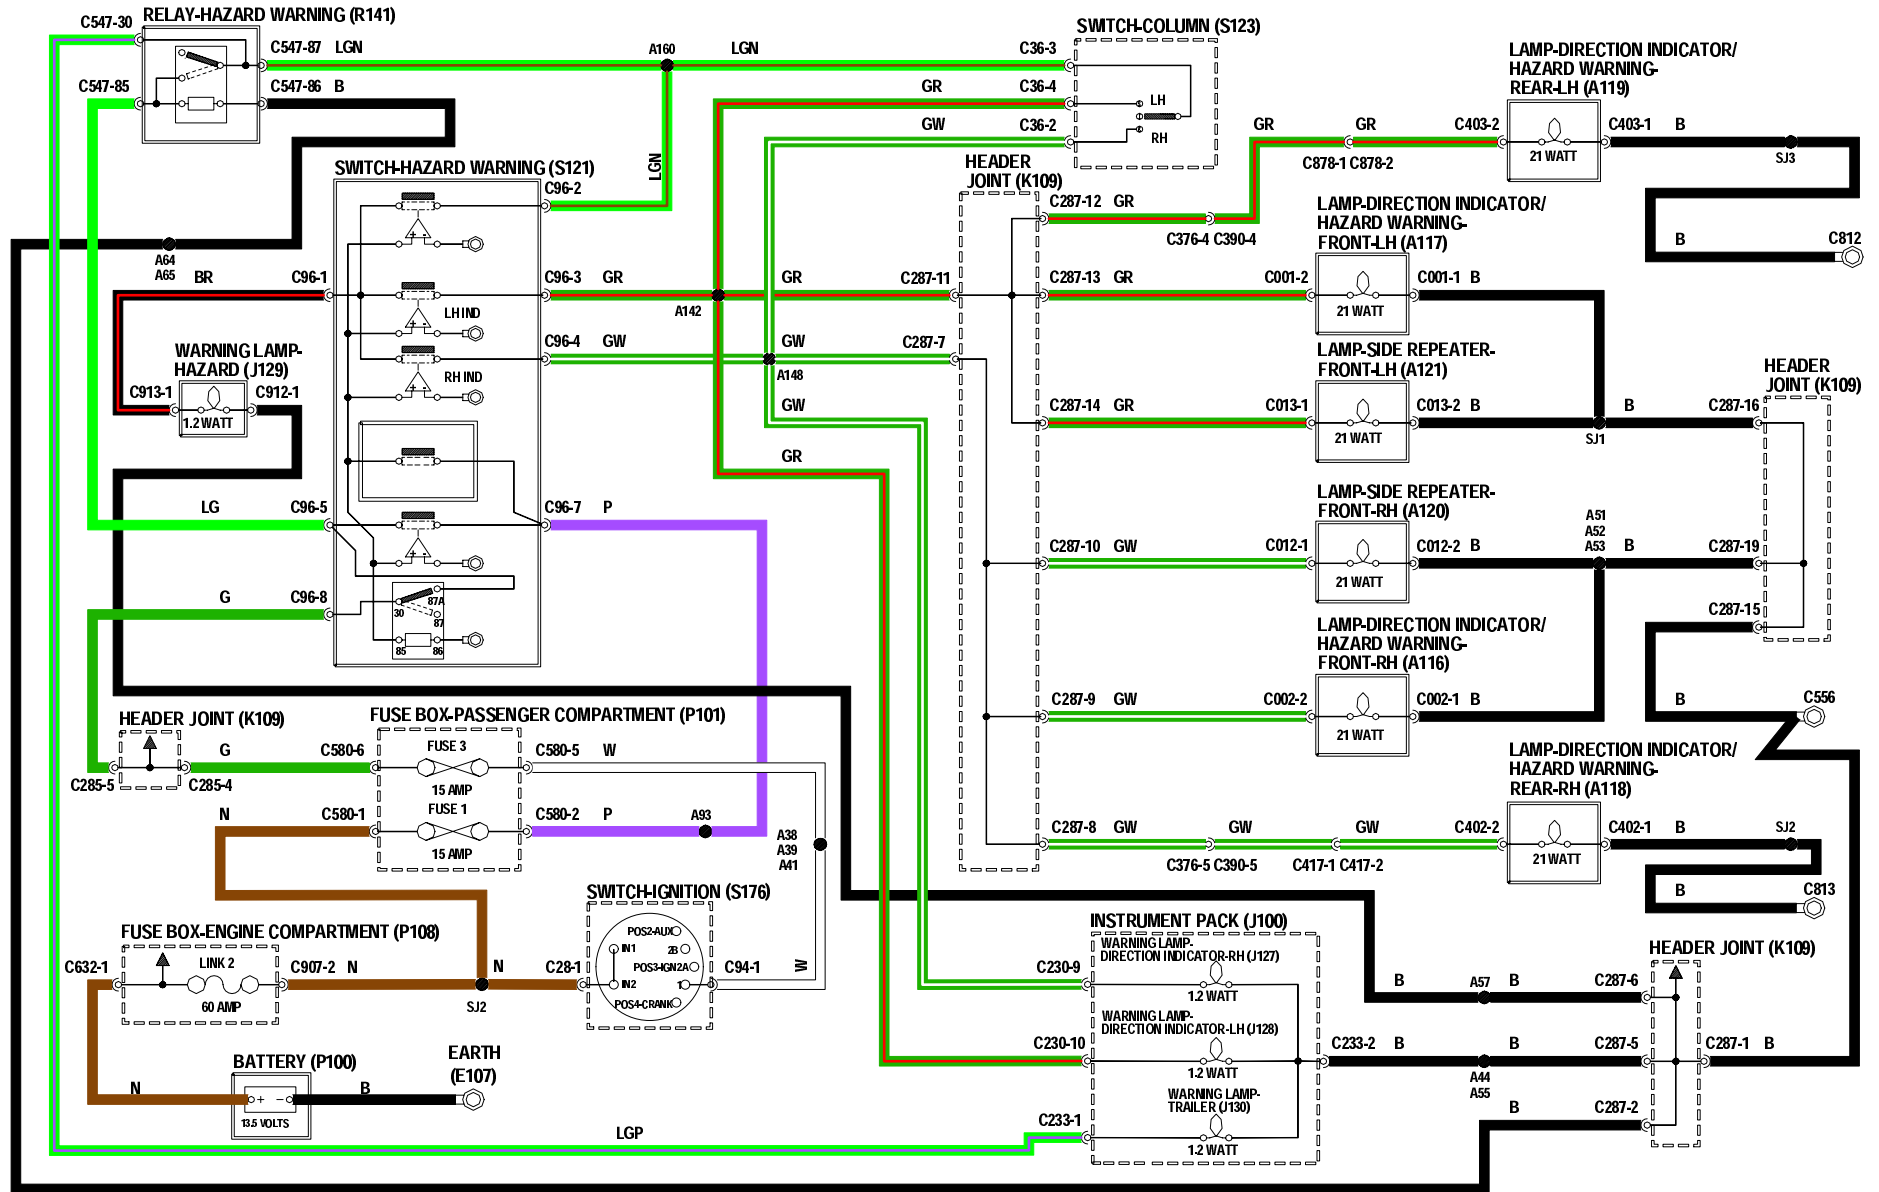 C547-30
RELAY-HAZARD WARNING (R141)
C547-87 LGN
C547-86 B
C547-85
A160
LGN
LGN
SWITCH-COLUMN (S123)
C36-3
GR C36-4
GW C36-2
LH
RH
LAMP-DIRECTION INDICATOR/
HAZARD WARNING-
REAR-LH (A119)
GR
GR
C403-2
C403-1 B
21 WATT
SJ3
C878-1 C878-2
B
C812
SWITCH-HAZARD WARNING (S121)
C96-2
HEADER
JOINT (K109)
C287-12 GR
C376-4 C390-4
LAMP-DIRECTION INDICATOR/
HAZARD WARNING-
FRONT-LH (A117)
A64
A65
BR
C96-1
C96-3 GR
GR
C287-11
C287-13 GR
C001-2
C001-1 B
21 WATT
A142
LH IND
C96-4 GW
GW
C287-7
A148
RH IND
WARNING LAMP-
HAZARD (J129)
C913-1
C912-1
1.2 WATT
LAMP-SIDE REPEATER-
FRONT-LH (A121)
GW
C287-14 GR
C013-1
C013-2 B
21 WATT
SJ1
B
C287-16
HEADER
JOINT (K109)
GR
LG
C96-5
C96-7 P
LAMP-SIDE REPEATER-
FRONT-RH (A120)
C287-10 GW
C012-1
C012-2 B
21 WATT
A51
A52
A53
B
C287-19
G
C96-8
30
87A
87
85
86
C287-15
LAMP-DIRECTION INDICATOR/
HAZARD WARNING-
FRONT-RH (A116)
C287-9 GW
C002-2
C002-1 B
21 WATT
B
C556
HEADER JOINT (K109)
G
C285-5
C285-4
FUSE BOX-PASSENGER COMPARTMENT (P101)
C580-6
FUSE 3
15 AMP
C580-5 W
N
C580-1
FUSE 1
15 AMP
C580-2 P
A93
A38
A39
A41
LAMP-DIRECTION INDICATOR/
HAZARD WARNING-
REAR-RH (A118)
C287-8 GW
GW
GW
C402-2
C402-1 B
SJ2
21 WATT
C376-5 C390-5
C417-1 C417-2
B
C813
SWITCH-IGNITION (S176)
POS2-AUX
IN1
2B
POS3-IGN2A
IN2
1
POS4-CRANK
C28-1
C94-1
W
FUSE BOX-ENGINE COMPARTMENT (P108)
C632-1
LINK 2
60 AMP
C907-2 N
N
SJ2
INSTRUMENT PACK (J100)
WARNING LAMP-
DIRECTION INDICATOR-RH (J127)
C230-9
1.2 WATT
WARNING LAMP-
DIRECTION INDICATOR-LH (J128)
C230-10
1.2 WATT
WARNING LAMP-
TRAILER (J130)
C233-1
1.2 WATT
C233-2 B
HEADER JOINT (K109)
B
A57
B
C287-6
B
C287-5
A44
A55
C287-1 B
B
C287-2
BATTERY (P100)
N
13.5 VOLTS
B
EARTH
(E107)
LGP